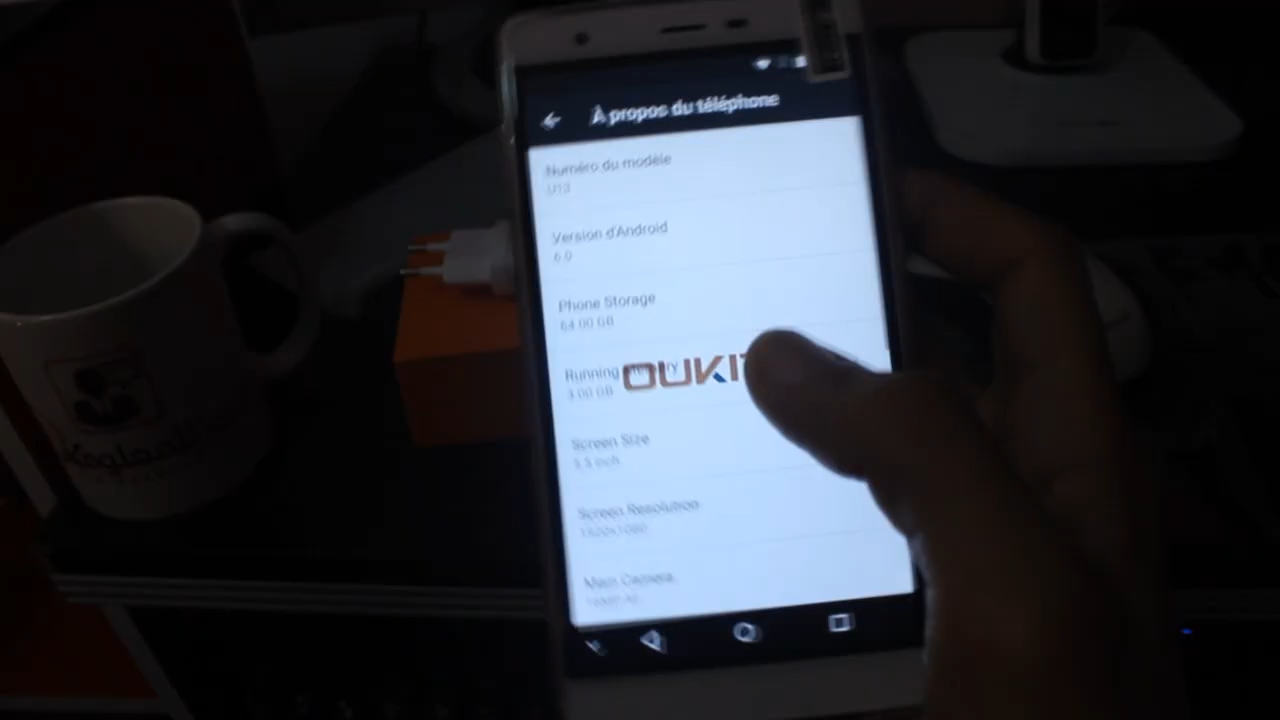 À propos du téléphone
Numéro du modèle
U13
Version d'Android
6.0
Phone Storage
64.00 GB
Running
3.00 GB
OUKIT
Screen Size
5.5 inch
Screen Resolution
1920x1080
Main Camera